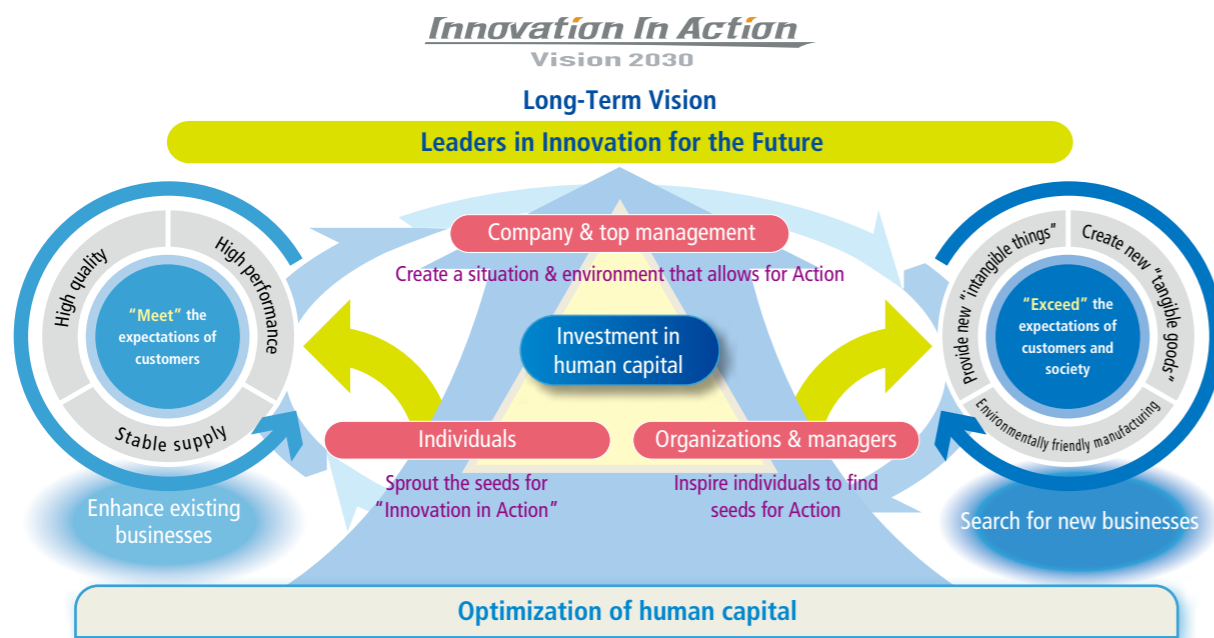 Innovation In Action
Vision 2030
Long-Term Vision
Leaders in Innovation for the Future
Company & top management
Create a situation & environment that allows for Action
Investment in
human capital
Individuals
Sprout the seeds for
“Innovation in Action”
Organizations & managers
Inspire individuals to find
seeds for Action
High quality
High performance
Stable supply
“Meet” the
expectations of
customers
Enhance existing
businesses
Provide new “intangible things”
Create new “tangible goods”
Environmentally friendly manufacturing
“Exceed” the
expectations of
customers and
society
Search for new businesses
Optimization of human capital